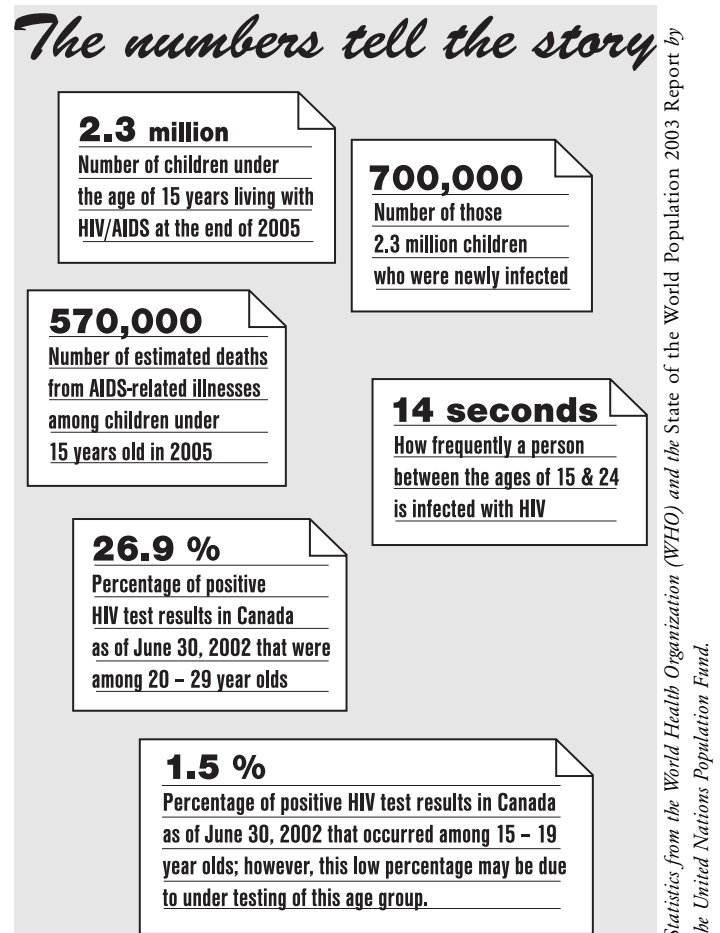 The numbers tell the story
2.3 million
Number of children under
the age of 15 years living with
HIV/AIDS at the end of 2005
700,000
Number of those
2.3 million children
who were newly infected
570,000
Number of estimated deaths
from AIDS-related illnesses
among children under
15 years old in 2005
14 seconds
How frequently a person
between the ages of 15 & 24
is infected with HIV
26.9 %
Percentage of positive
HIV test results in Canada
as of June 30, 2002 that were
among 20 – 29 year olds
1.5 %
Percentage of positive HIV test results in Canada
as of June 30, 2002 that occurred among 15 – 19
year olds; however, this low percentage may be due
to under testing of this age group.
Statistics from the World Health Organization (WHO) and the State of the World Population 2003 Report by
the United Nations Population Fund.